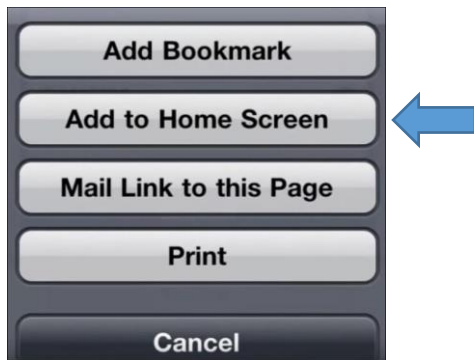 Add Bookmark
Add to Home Screen
Mail Link to this Page
Print
Cancel